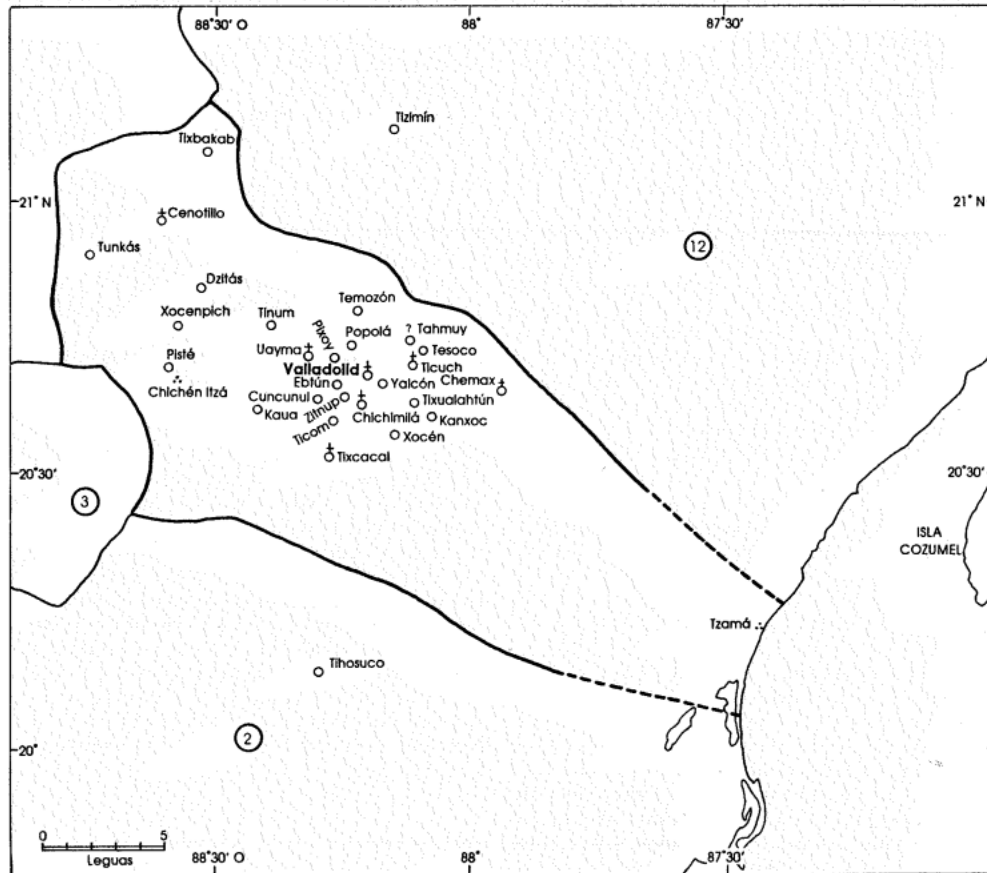 88°30' O
88°
87°30'
Tizimín
Tixbakab
21° N
21° N
Cenotillo
12
Tunkás
Dzitás
Temozón
Xocenpich
Tinum
Pixoy
Popolá
? Tahmuy
Uayma
Tesoco
Pisté
Valladolid
Ticuch
Chemax
Chichén Itzá
Ebtún
Yalcón
Cuncunul
Zitnup
Tixualahtún
Kaua
Chichimilá
Kanxoc
Ticom
Xocén
Tixcacal
20°30'
20°30'
3
ISLA
COZUMEL
Tzamá
Tihosuco
2
20°
20°
0 5
Leguas
88°30' O
88°
87°30'